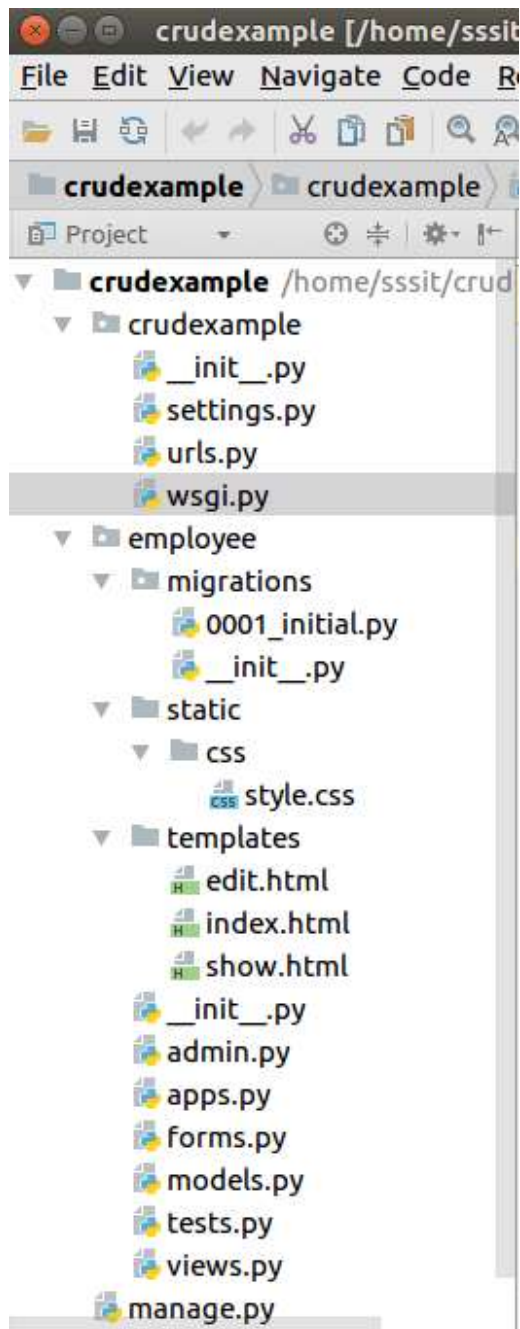 crudexample [/home/sssit
File Edit View Navigate Code
crudexample crudexample
Project
crudexample /home/sssit/crud
crudexample
__init__.py
settings.py
urls.py
wsgi.py
employee
migrations
0001_initial.py
__init__.py
static
css
style.css
templates
edit.html
index.html
show.html
__init__.py
admin.py
apps.py
forms.py
models.py
tests.py
views.py
manage.py